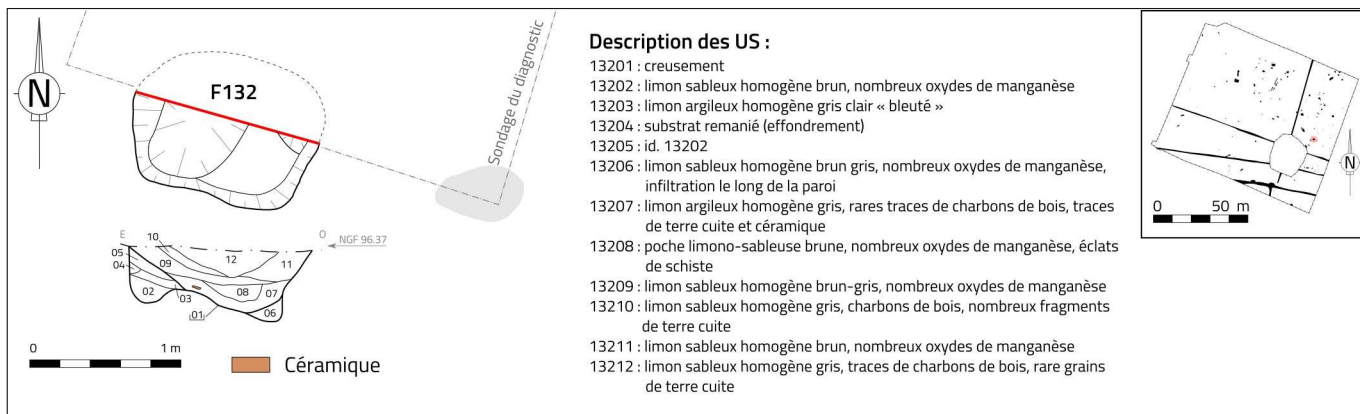 N
F132
Sondage du diagnostic
E
O
NGF 96.37
10
05
04
09
12
11
02
03
08
07
06
01
0 1 m
Céramique
Description des US :
13201 : creusement
13202 : limon sableux homogène brun, nombreux oxydes de manganèse
13203 : limon argileux homogène gris clair « bleuté »
13204 : substrat remanié (effondrement)
13205 : id. 13202
13206 : limon sableux homogène brun gris, nombreux oxydes de manganèse,
infiltration le long de la paroi
13207 : limon argileux homogène gris, rares traces de charbons de bois, traces
de terre cuite et céramique
13208 : poche limono-sableuse brune, nombreux oxydes de manganèse, éclats
de schiste
13209 : limon sableux homogène brun-gris, nombreux oxydes de manganèse
13210 : limon sableux homogène gris, charbons de bois, nombreux fragments
de terre cuite
13211 : limon sableux homogène brun, nombreux oxydes de manganèse
13212 : limon sableux homogène gris, traces de charbons de bois, rare grains
de terre cuite
N
0 50 m